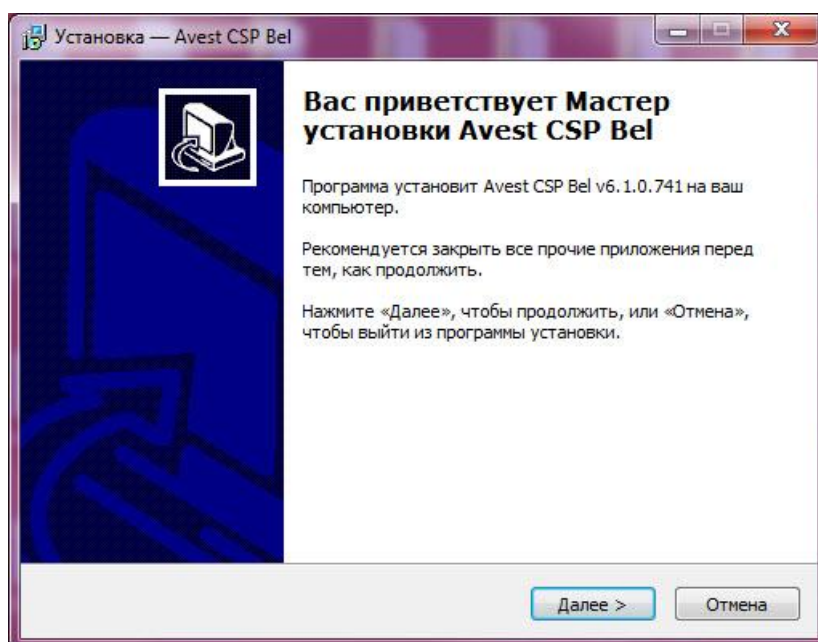 Установка — Avest CSP Bel
Вас приветствует Мастер
установки Avest CSP Bel
Программа установит Avest CSP Bel v6.1.0.741 на ваш
компьютер.
Рекомендуется закрыть все прочие приложения перед
тем, как продолжить.
Нажмите «Далее», чтобы продолжить, или «Отмена»,
чтобы выйти из программы установки.
Далее >
Отмена